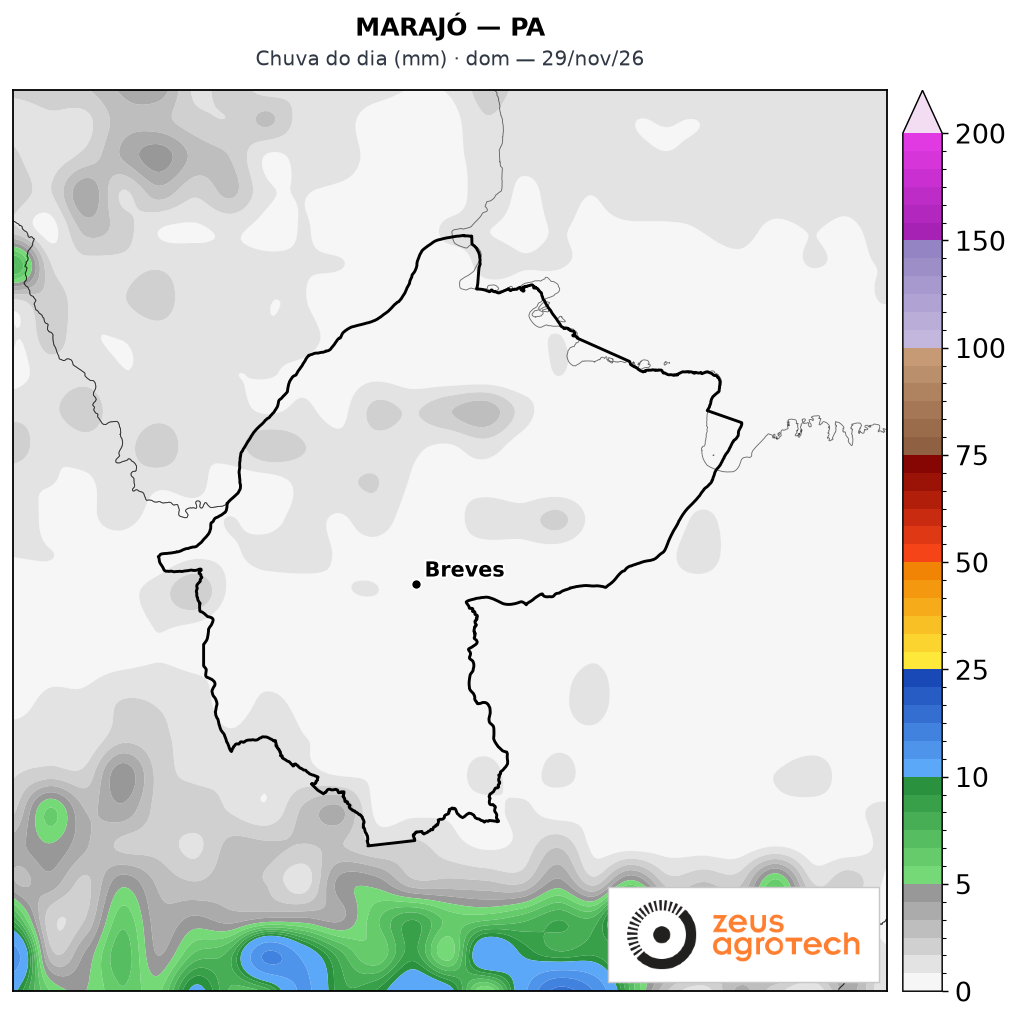 MARAJÓ — PA
Chuva do dia (mm) · dom — 29/nov/26
200
150
100
75
50
25
10
5
0
Breves
zeus
agrotech